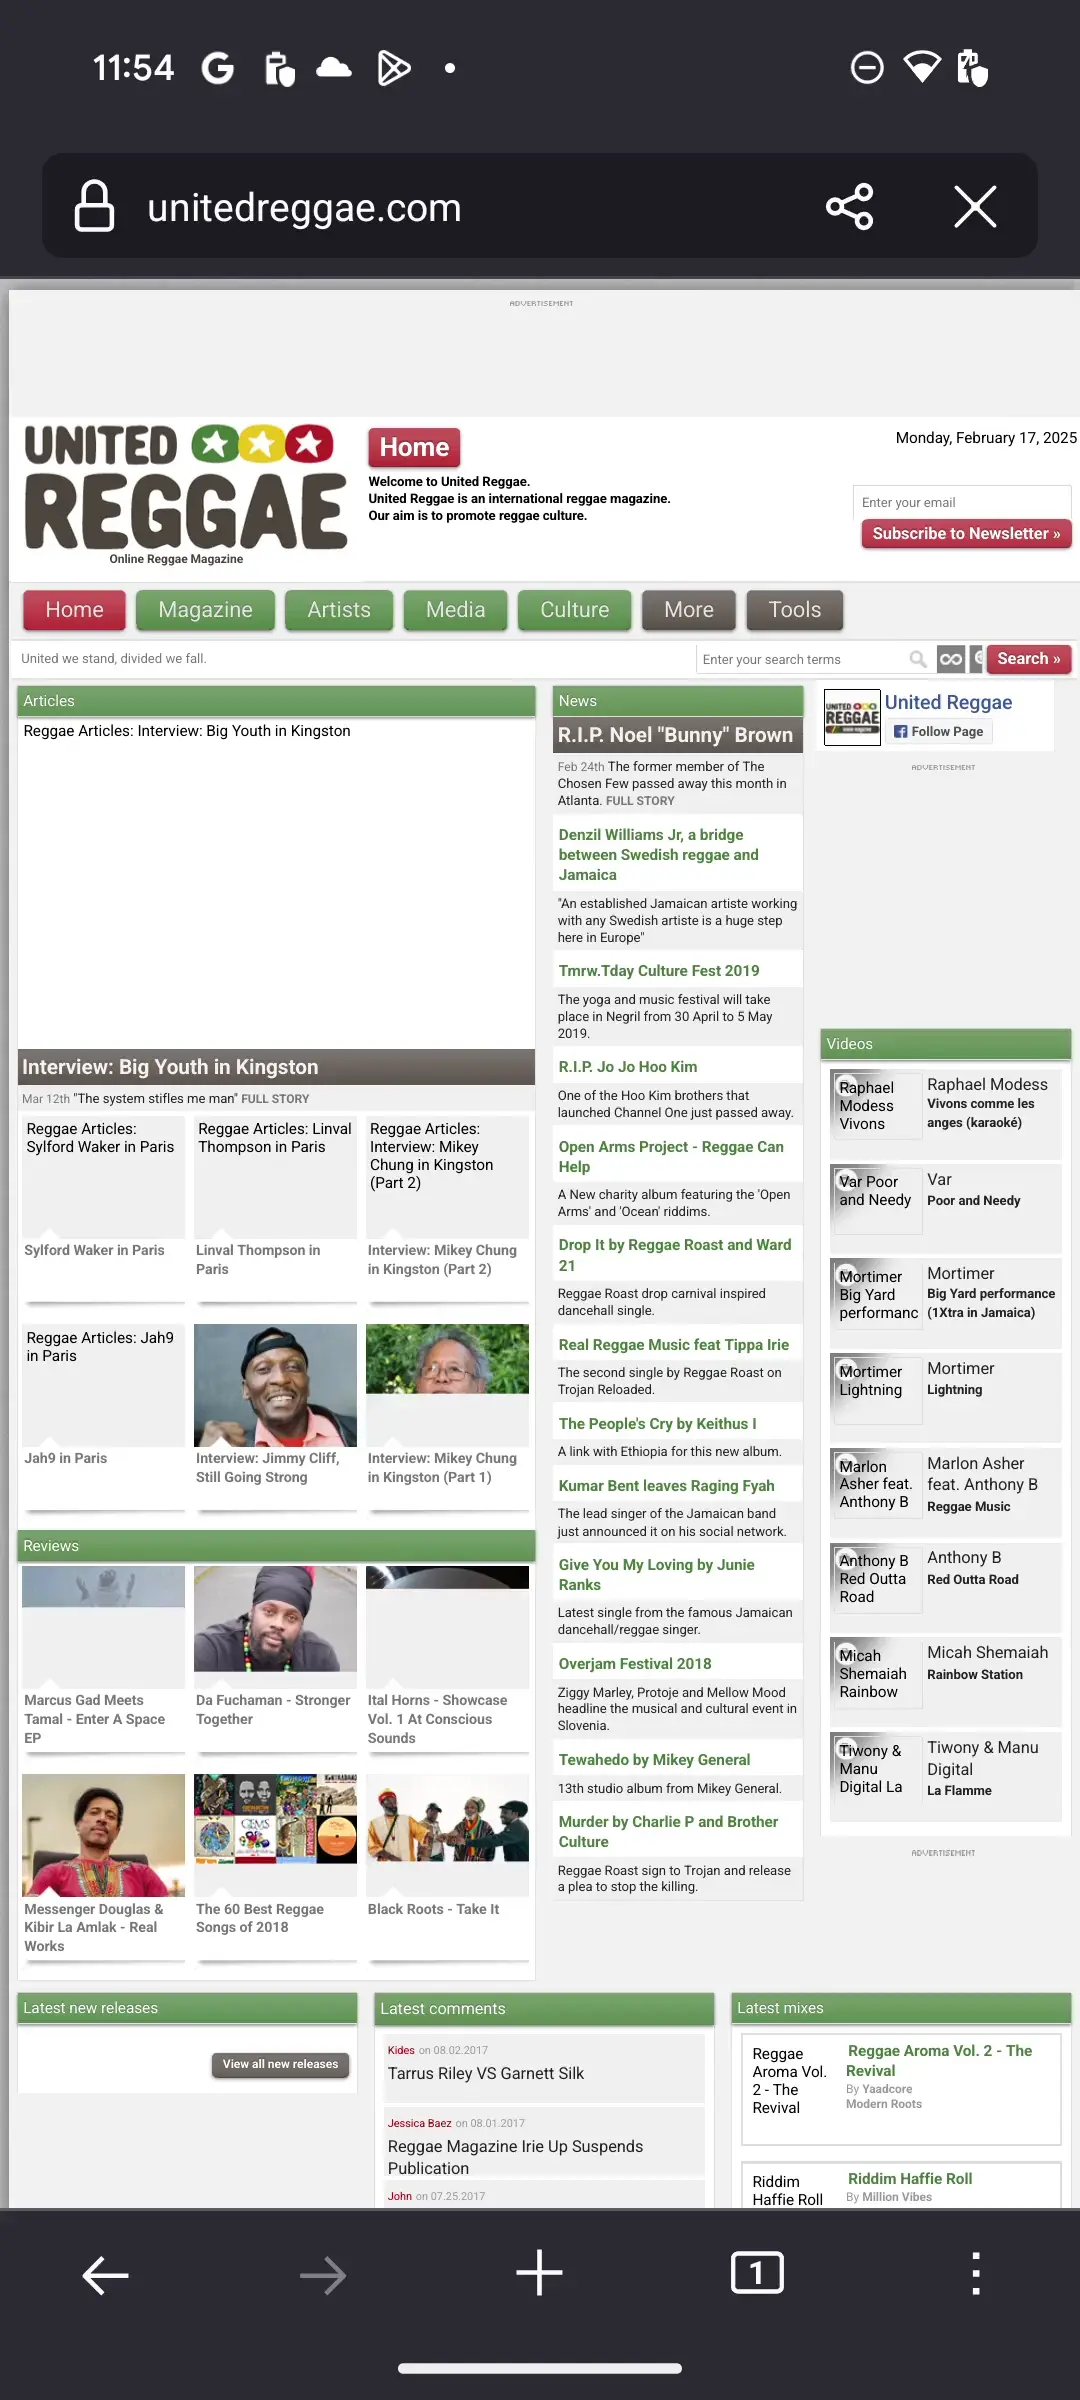 11:54
unitedreggae.com
ADVERTISEMENT
UNITED
REGGAE
Online Reggae Magazine
Home
Welcome to United Reggae.
United Reggae is an international reggae magazine.
Our aim is to promote reggae culture.
Monday, February 17, 2025
Enter your email
Subscribe to Newsletter »
Home
Magazine
Artists
Media
Culture
More
Tools
United we stand, divided we fall.
Enter your search terms
Search »
Articles
Reggae Articles: Interview: Big Youth in Kingston
Interview: Big Youth in Kingston
Mar 12th "The system stifles me man" FULL STORY
Reggae Articles:
Sylford Waker in Paris
Sylford Waker in Paris
Reggae Articles: Linval
Thompson in Paris
Linval Thompson in
Paris
Reggae Articles:
Interview: Mikey
Chung in Kingston
(Part 2)
Interview: Mikey Chung
in Kingston (Part 2)
Reggae Articles: Jah9
in Paris
Jah9 in Paris
Interview: Jimmy Cliff,
Still Going Strong
Interview: Mikey Chung
in Kingston (Part 1)
Reviews
Marcus Gad Meets
Tamal - Enter A Space
EP
Da Fuchaman - Stronger
Together
Ital Horns - Showcase
Vol. 1 At Conscious
Sounds
Messenger Douglas &
Kibir La Amlak - Real
Works
The 60 Best Reggae
Songs of 2018
Black Roots - Take It
News
R.I.P. Noel "Bunny" Brown
Feb 24th The former member of The
Chosen Few passed away this month in
Atlanta. FULL STORY
Denzil Williams Jr, a bridge
between Swedish reggae and
Jamaica
"An established Jamaican artiste working
with any Swedish artiste is a huge step
here in Europe"
Tmrw.Tday Culture Fest 2019
The yoga and music festival will take
place in Negril from 30 April to 5 May
2019.
R.I.P. Jo Jo Hoo Kim
One of the Hoo Kim brothers that
launched Channel One just passed away.
Open Arms Project - Reggae Can
Help
A New charity album featuring the 'Open
Arms' and 'Ocean' riddims.
Drop It by Reggae Roast and Ward
21
Reggae Roast drop carnival inspired
dancehall single.
Real Reggae Music feat Tippa Irie
The second single by Reggae Roast on
Trojan Reloaded.
The People's Cry by Keithus I
A link with Ethiopia for this new album.
Kumar Bent leaves Raging Fyah
The lead singer of the Jamaican band
just announced it on his social network.
Give You My Loving by Junie
Ranks
Latest single from the famous Jamaican
dancehall/reggae singer.
Overjam Festival 2018
Ziggy Marley, Protoje and Mellow Mood
headline the musical and cultural event in
Slovenia.
Tewahedo by Mikey General
13th studio album from Mikey General.
Murder by Charlie P and Brother
Culture
Reggae Roast sign to Trojan and release
a plea to stop the killing.
UNITED
REGGAE
United Reggae
Follow Page
ADVERTISEMENT
Videos
Raphael
Modess
Vivons
Raphael Modess
Vivons comme les
anges (karaoké)
Var Poor
and Needy
Var
Poor and Needy
Mortimer
Big Yard
performanc
Mortimer
Big Yard performance
(1Xtra in Jamaica)
Mortimer
Lightning
Mortimer
Lightning
Marlon
Asher feat.
Anthony B
Marlon Asher
feat. Anthony B
Reggae Music
Anthony B
Red Outta
Road
Anthony B
Red Outta Road
Micah
Shemaiah
Rainbow
Micah Shemaiah
Rainbow Station
Tiwony &
Manu
Digital La
Tiwony & Manu
Digital
La Flamme
ADVERTISEMENT
Latest new releases
View all new releases
Latest comments
Kides on 08.02.2017
Tarrus Riley VS Garnett Silk
Jessica Baez on 08.01.2017
Reggae Magazine Irie Up Suspends
Publication
John on 07.25.2017
Latest mixes
Reggae
Aroma Vol.
2 - The
Revival
Reggae Aroma Vol. 2 - The
Revival
By Yaadcore
Modern Roots
Riddim
Haffie Roll
Riddim Haffie Roll
By Million Vibes
1